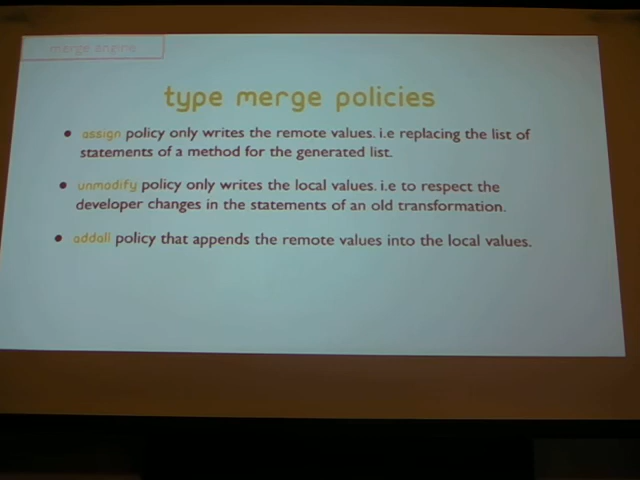 merge engine
type merge policies
• assign policy only writes the remote values. i.e replacing the list of
statements of a method for the generated list.
• unmodify policy only writes the local values. i.e to respect the
developer changes in the statements of an old transformation.
• addall policy that appends the remote values into the local values.